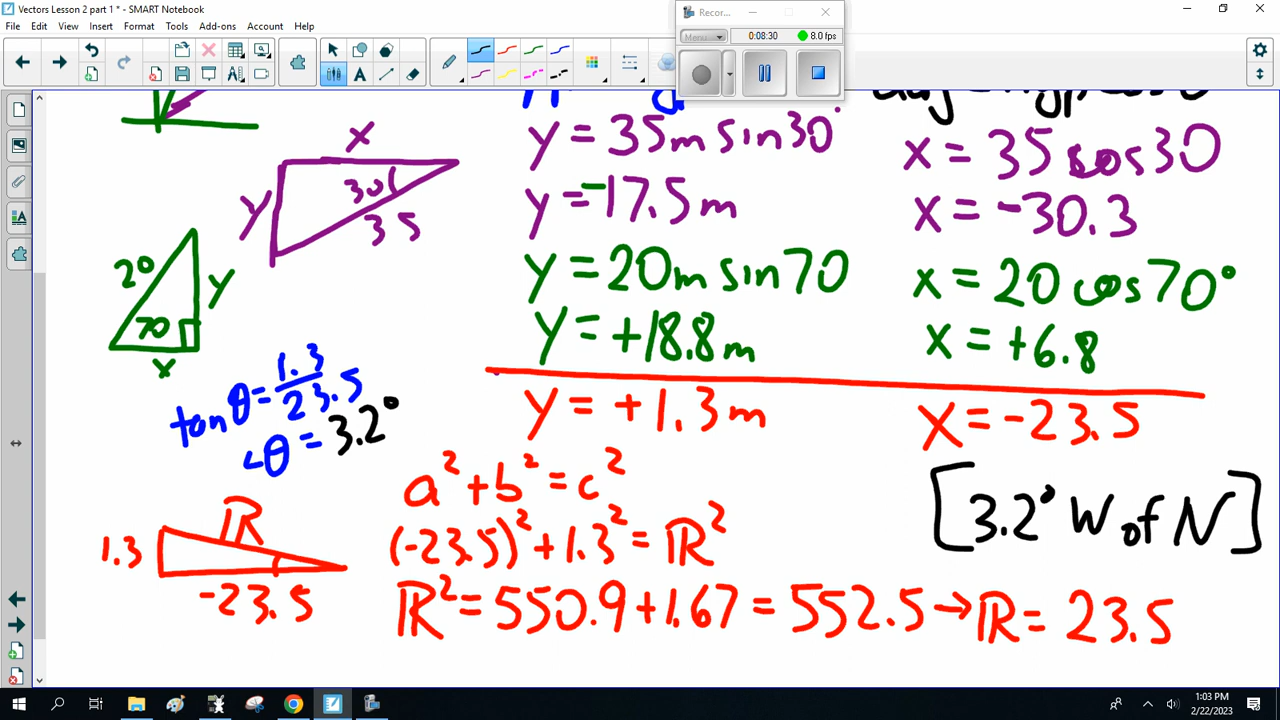 Vectors Lesson 2 part 1 * - SMART Notebook
Recor...
File Edit View Insert Format Tools Add-ons Account Help
Menu
0:08:30
8.0 fps
x
y
30
35
y = 35m sin30°
y = -17.5m
x = 35 cos30
x = -30.3
20
y
70
x
y = 20m sin70
y = +18.8m
x = 20 cos70°
x = +6.8
tanθ = 1.3/23.5
∠θ = 3.2°
y = +1.3m
x = -23.5
a² + b² = c²
(-23.5)² + 1.3² = R²
R² = 550.9 + 1.67 = 552.5 → R = 23.5
[3.2° W of N]
R
1.3
-23.5
1:03 PM
2/22/2023